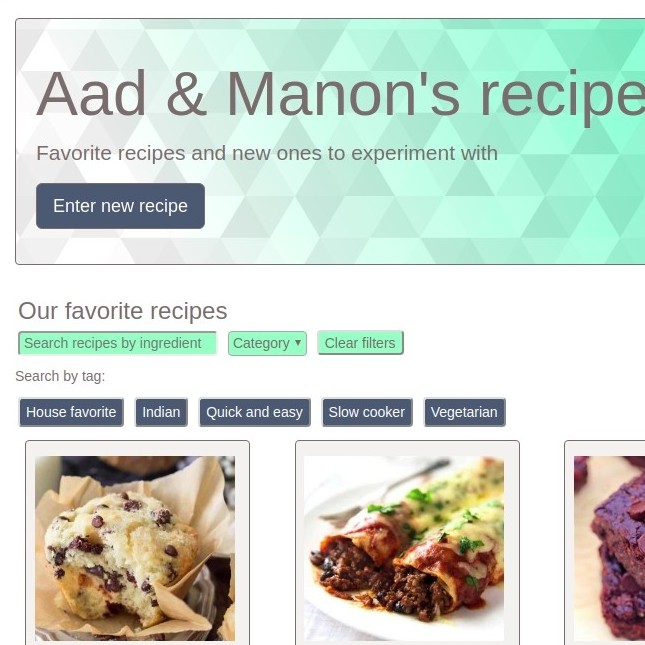 Aad & Manon's recipe
Favorite recipes and new ones to experiment with
Enter new recipe
Our favorite recipes
Search recipes by ingredient Category Clear filters
Search by tag:
House favorite Indian Quick and easy Slow cooker Vegetarian